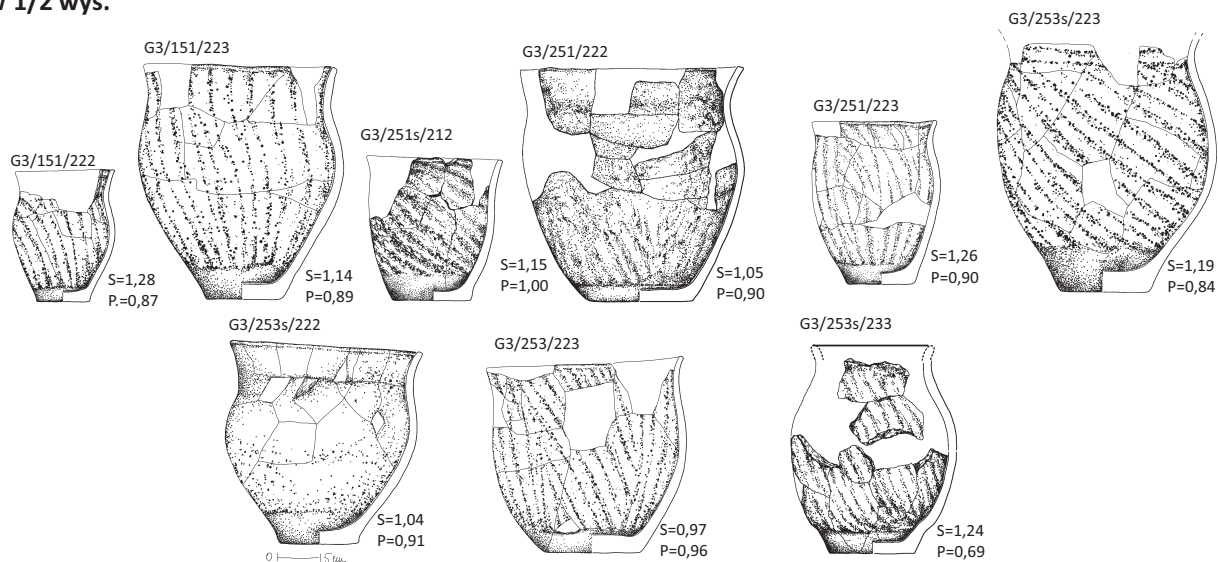 1/2 wys.
G3/151/222
S=1,28
P.=0,87
G3/151/223
S=1,14
P=0,89
G3/251s/212
S=1,15
P=1,00
G3/251/222
S=1,05
P=0,90
G3/251/223
S=1,26
P=0,90
G3/253s/223
S=1,19
P=0,84
G3/253s/222
S=1,04
P=0,91
0 15 cm
G3/253/223
S=0,97
P=0,96
G3/253s/233
S=1,24
P=0,69